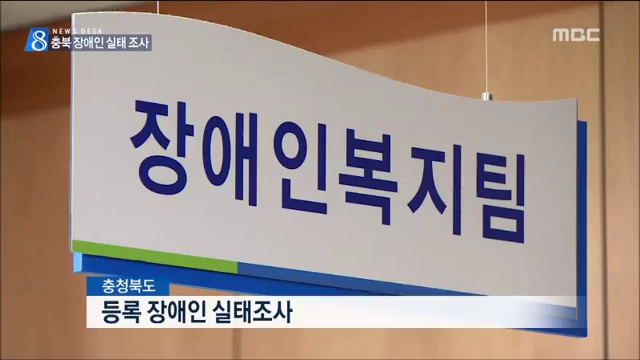 NEWS DESK
8 충북 장애인 실태 조사
MBC
장애인복지팀
충청북도
등록 장애인 실태조사